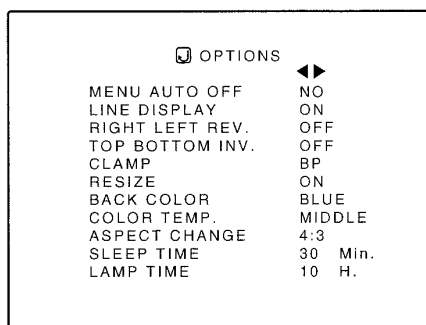 OPTIONS
MENU AUTO OFF NO
LINE DISPLAY ON
RIGHT LEFT REV. OFF
TOP BOTTOM INV. OFF
CLAMP BP
RESIZE ON
BACK COLOR BLUE
COLOR TEMP. MIDDLE
ASPECT CHANGE 4:3
SLEEP TIME 30 Min.
LAMP TIME 10 H.